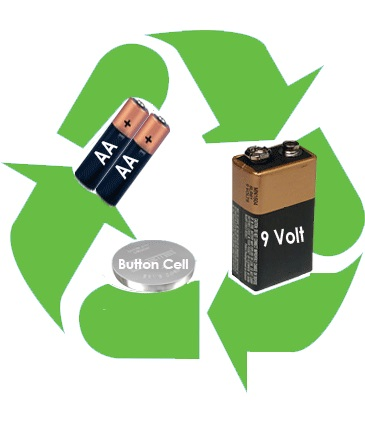 AA
AA
+
+
9 Volt
Button Cell